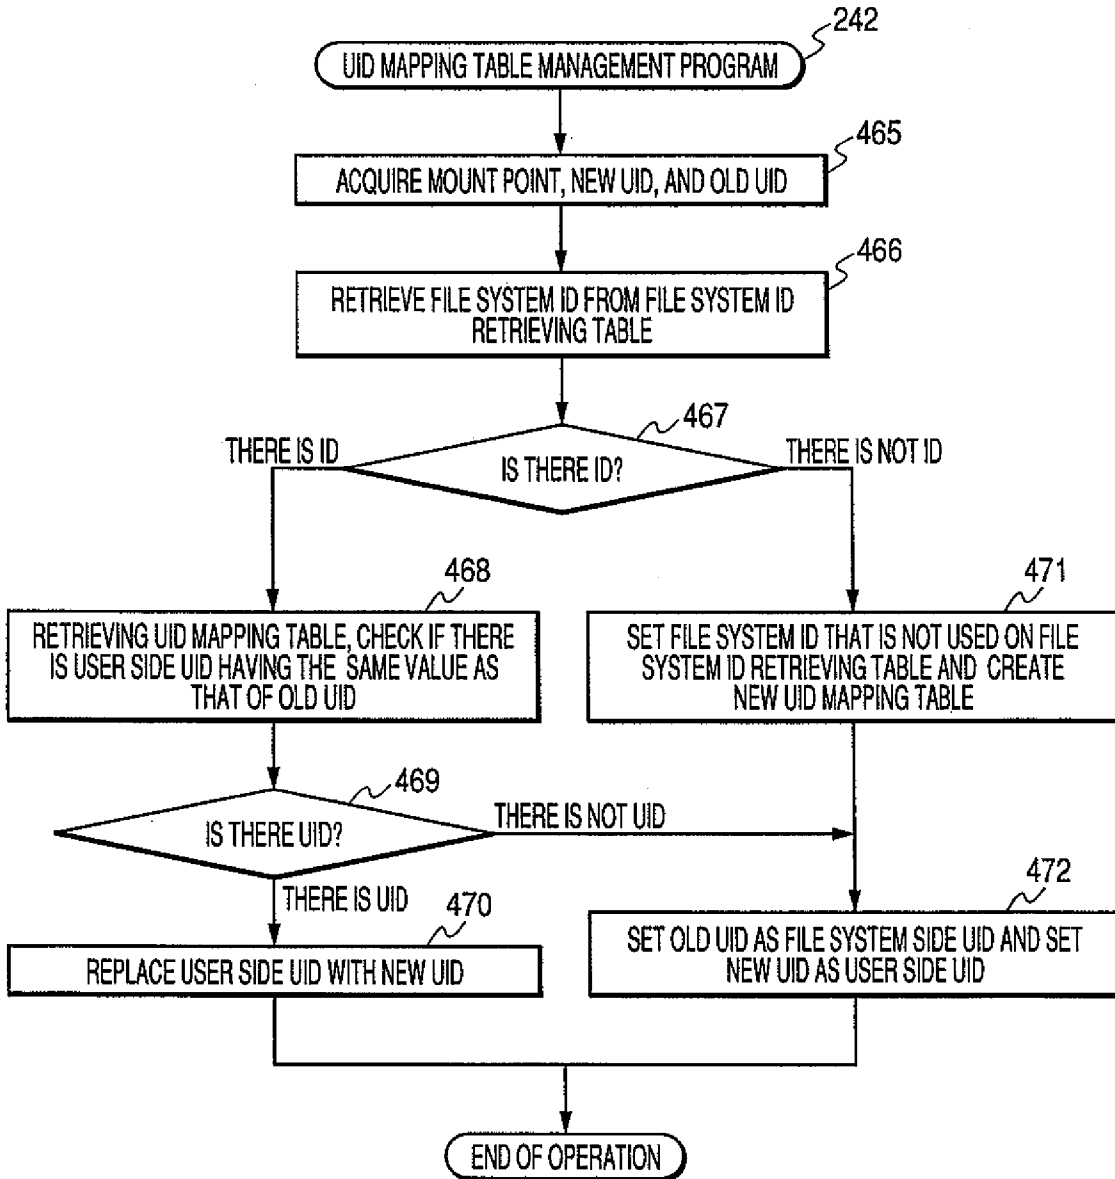 242
UID MAPPING TABLE MANAGEMENT PROGRAM
465
ACQUIRE MOUNT POINT, NEW UID, AND OLD UID
466
RETRIEVE FILE SYSTEM ID FROM FILE SYSTEM ID
RETRIEVING TABLE
467
THERE IS ID
IS THERE ID?
THERE IS NOT ID
468
RETRIEVING UID MAPPING TABLE, CHECK IF THERE
IS USER SIDE UID HAVING THE SAME VALUE AS
THAT OF OLD UID
471
SET FILE SYSTEM ID THAT IS NOT USED ON FILE
SYSTEM ID RETRIEVING TABLE AND CREATE
NEW UID MAPPING TABLE
469
IS THERE UID?
THERE IS NOT UID
THERE IS UID
470
REPLACE USER SIDE UID WITH NEW UID
472
SET OLD UID AS FILE SYSTEM SIDE UID AND SET
NEW UID AS USER SIDE UID
END OF OPERATION